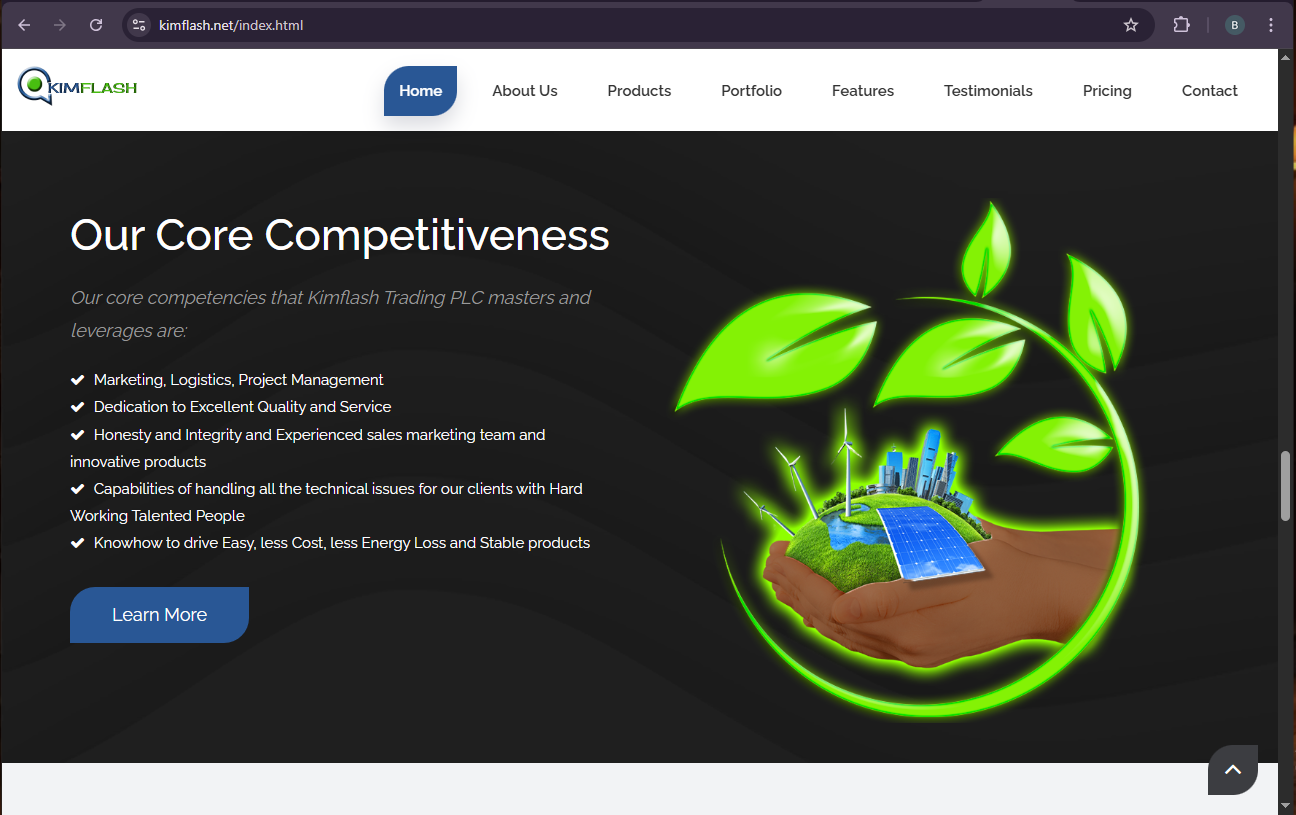 kimflash.net/index.html
B
KIMFLASH
Home
About Us
Products
Portfolio
Features
Testimonials
Pricing
Contact
Our Core Competitiveness
Our core competencies that Kimflash Trading PLC masters and
leverages are:
Marketing, Logistics, Project Management
Dedication to Excellent Quality and Service
Honesty and Integrity and Experienced sales marketing team and
innovative products
Capabilities of handling all the technical issues for our clients with Hard
Working Talented People
Knowhow to drive Easy, less Cost, less Energy Loss and Stable products
Learn More